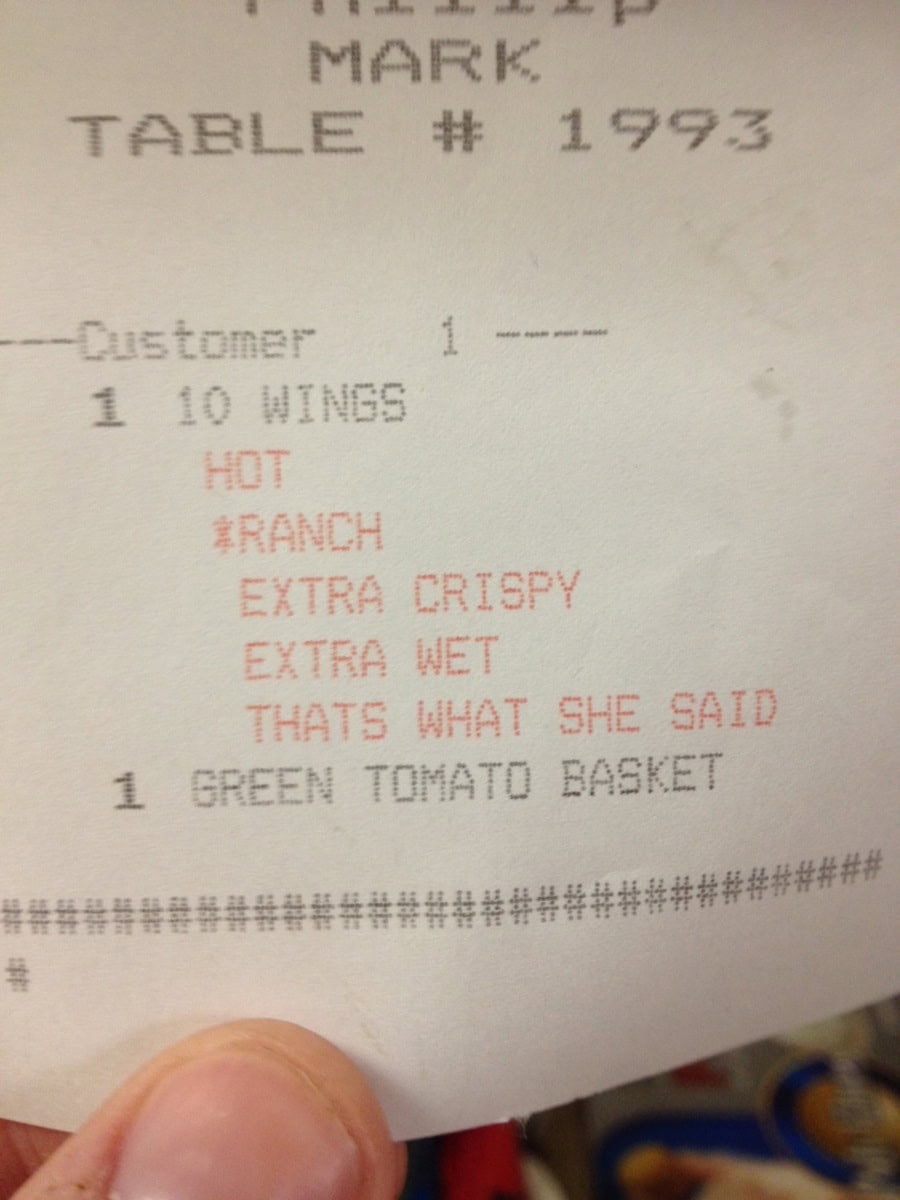 Phillip
MARK
TABLE # 1993
---Customer 1 ----
1 10 WINGS
HOT
*RANCH
EXTRA CRISPY
EXTRA WET
THATS WHAT SHE SAID
1 GREEN TOMATO BASKET
################################
#